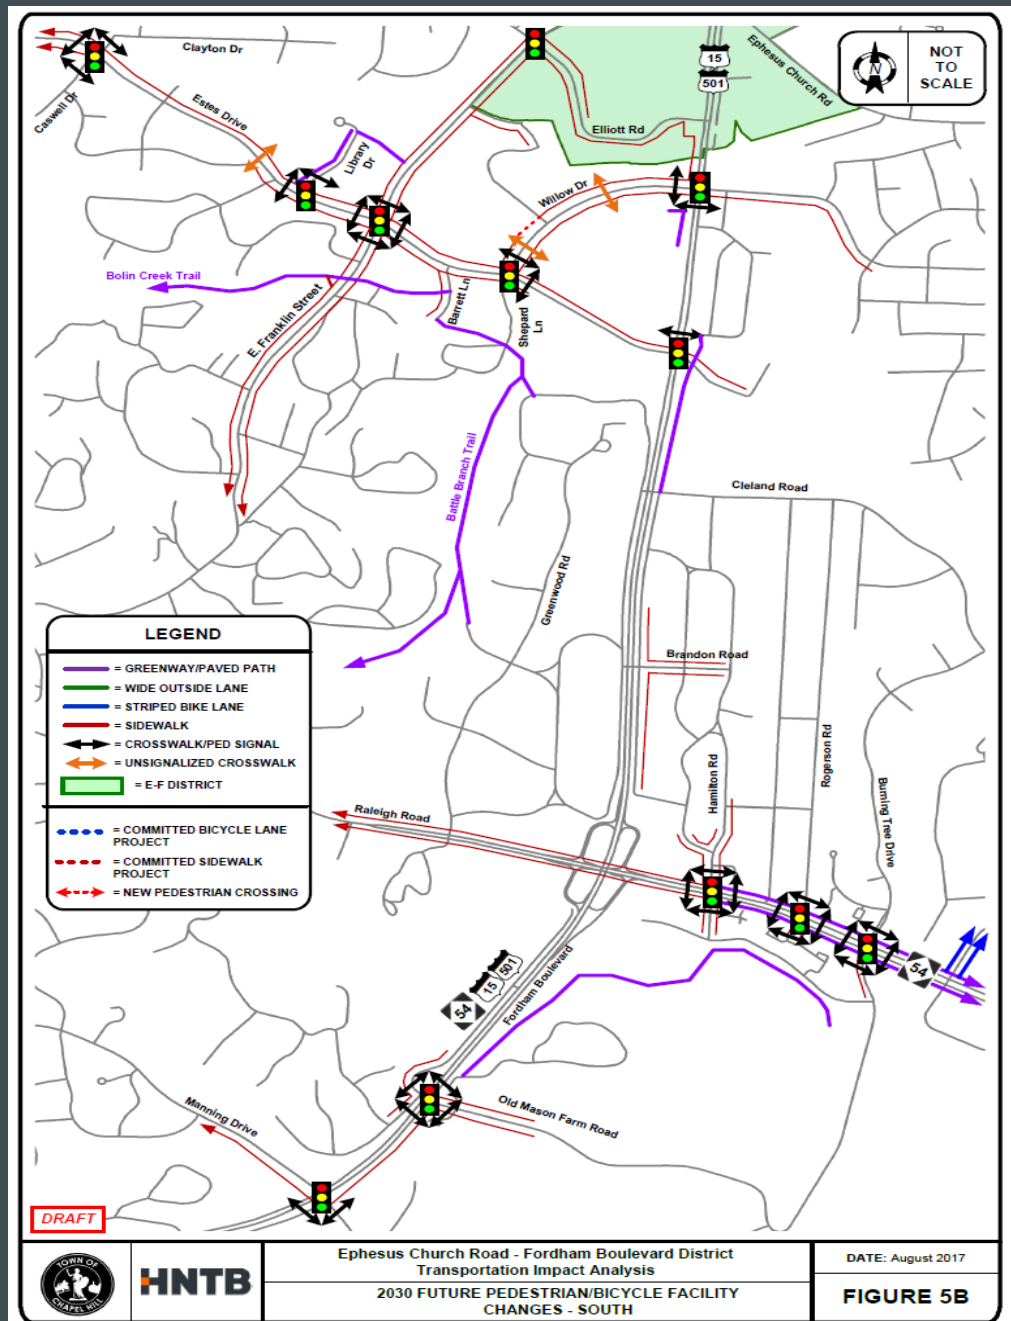 Clayton Dr
Caswell Dr
Estes Drive
Library
Dr
15
501
Ephesus Church Rd
N
NOT
TO
SCALE
Elliott Rd
Willow Dr
Bolin Creek Trail
E. Franklin Street
Barrett Ln
Shepard
Ln
Battle Branch Trail
Cleland Road
Greenwood Rd
Brandon Road
Hamilton Rd
Rogerson Rd
Burning Tree Drive
LEGEND
= GREENWAY/PAVED PATH
= WIDE OUTSIDE LANE
= STRIPED BIKE LANE
= SIDEWALK
= CROSSWALK/PED SIGNAL
= UNSIGNALIZED CROSSWALK
= E-F DISTRICT
= COMMITTED BICYCLE LANE
PROJECT
= COMMITTED SIDEWALK
PROJECT
= NEW PEDESTRIAN CROSSING
Raleigh Road
54
54
15
501
Fordham Boulevard
Manning Drive
Old Mason Farm Road
DRAFT
TOWN OF
CHAPEL HILL
HNTB
Ephesus Church Road - Fordham Boulevard District
Transportation Impact Analysis
2030 FUTURE PEDESTRIAN/BICYCLE FACILITY
CHANGES - SOUTH
DATE: August 2017
FIGURE 5B